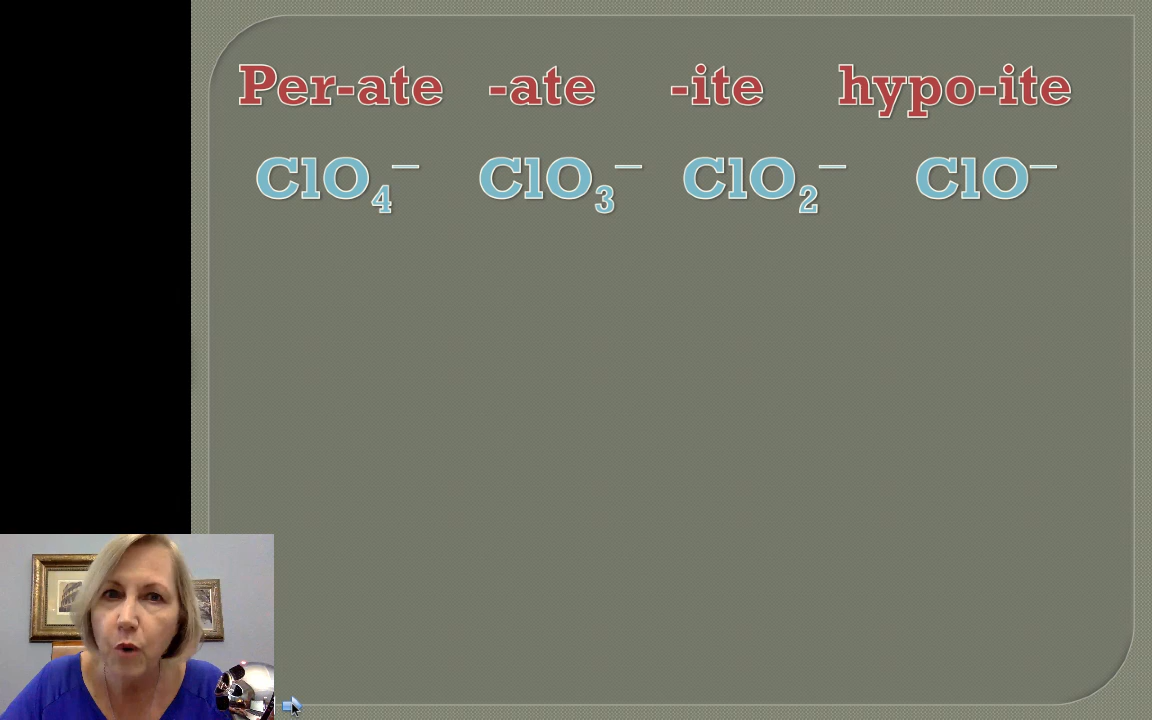 Per-ate -ate -ite hypo-ite
ClO₄⁻ ClO₃⁻ ClO₂⁻ ClO⁻